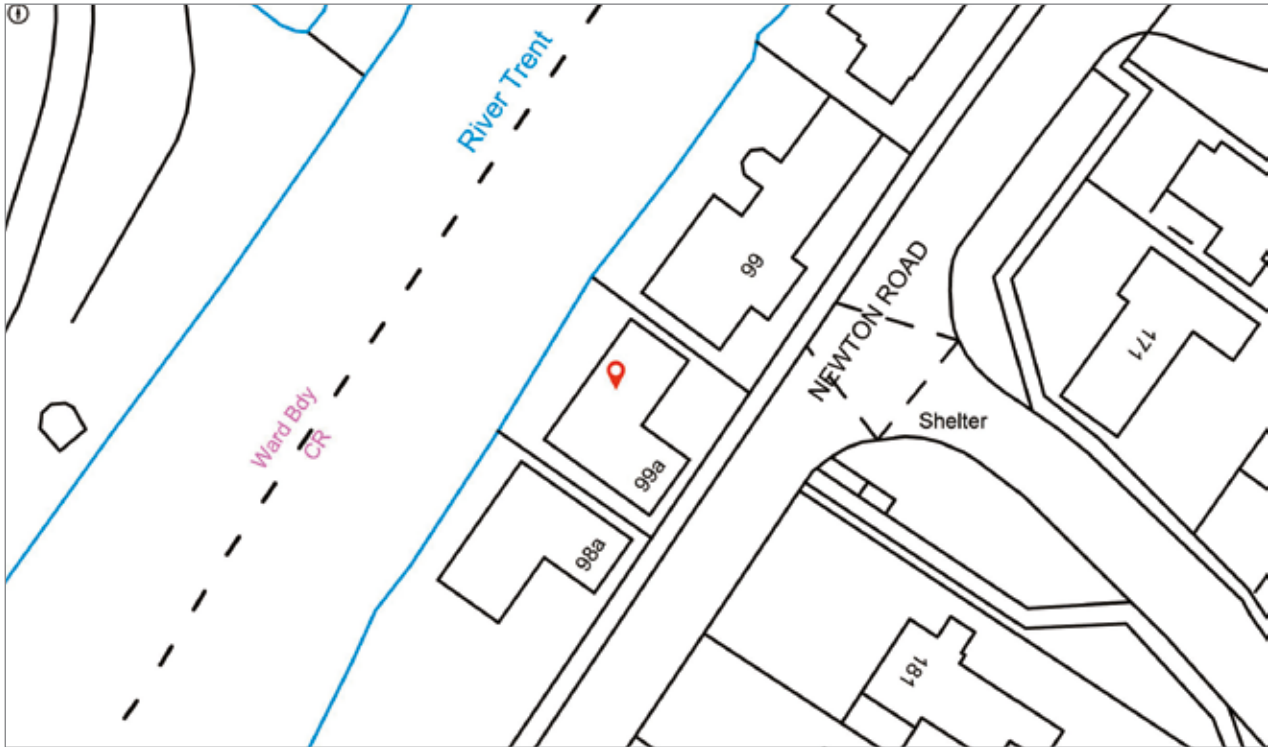 River Trent
99
NEWTON ROAD
171
Ward Bdy
CR
Shelter
99a
98a
181